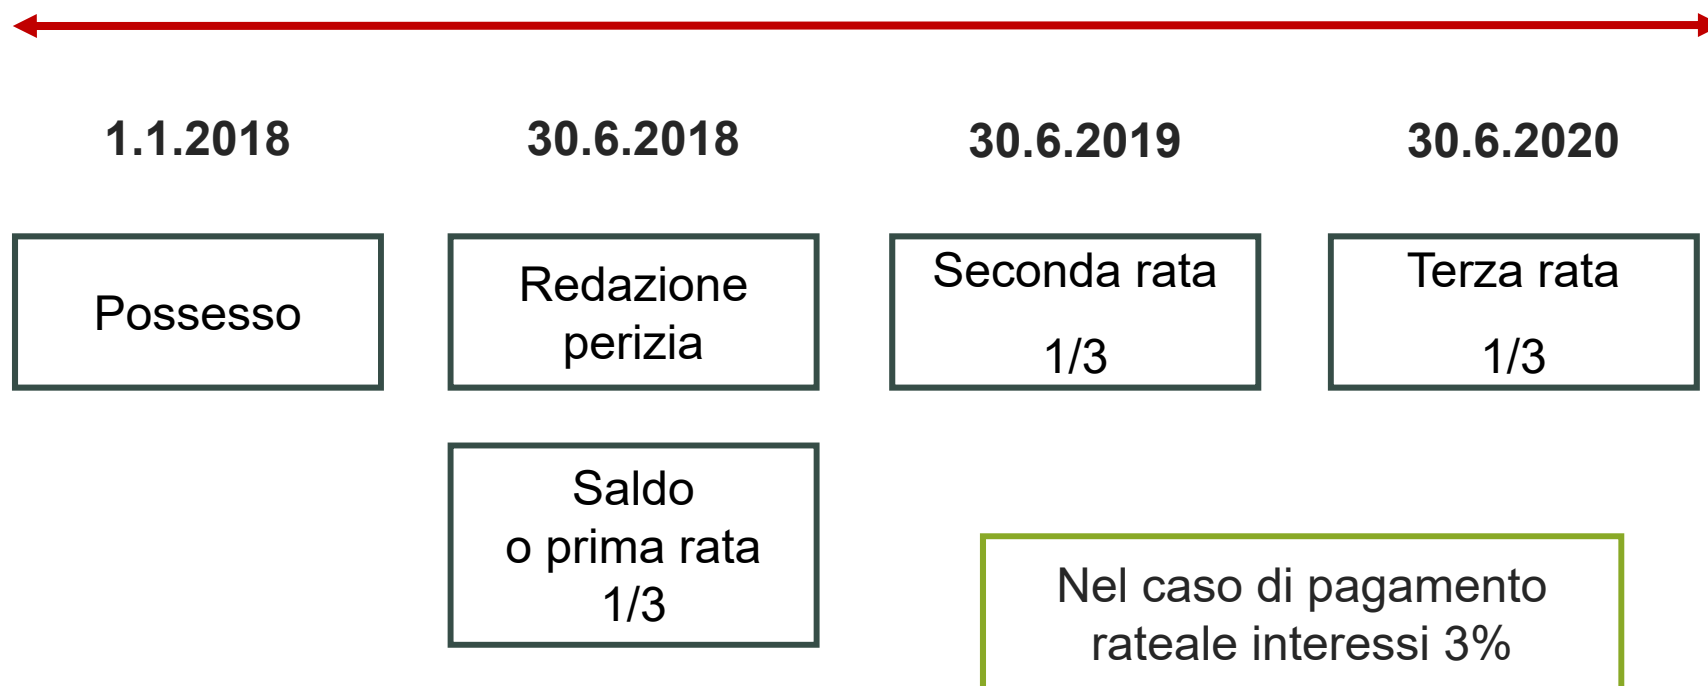 1.1.2018
30.6.2018
30.6.2019
30.6.2020
Possesso
Redazione
perizia
Seconda rata
1/3
Terza rata
1/3
Saldo
o prima rata
1/3
Nel caso di pagamento
rateale interessi 3%